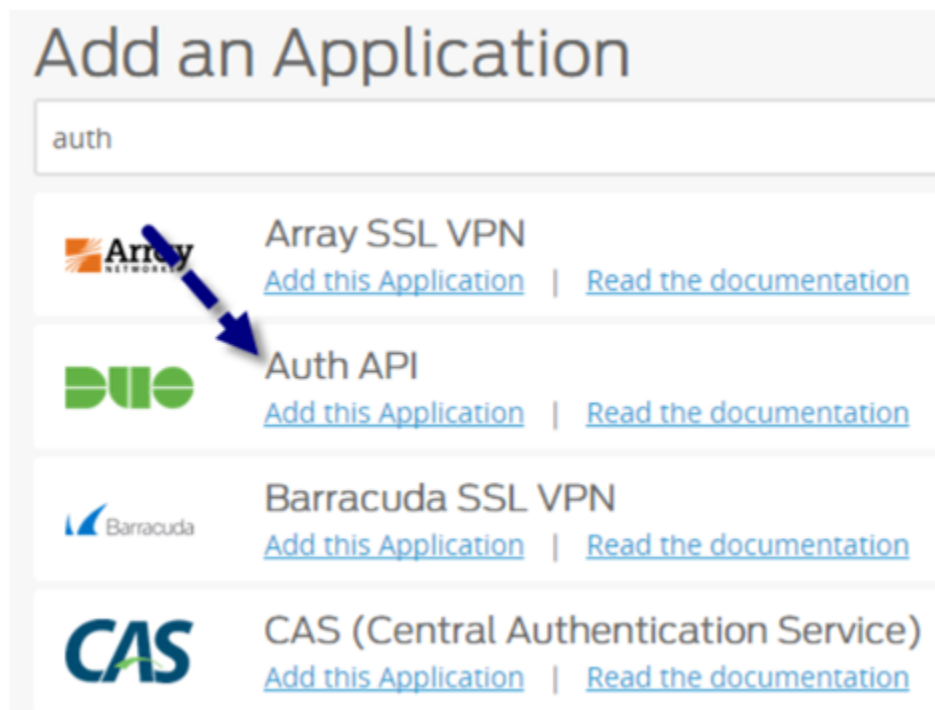 Add an Application
auth
Array
NETWORKS
Array SSL VPN
Add this Application | Read the documentation
DUO
Auth API
Add this Application | Read the documentation
Barracuda
Barracuda SSL VPN
Add this Application | Read the documentation
CAS
CAS (Central Authentication Service)
Add this Application | Read the documentation